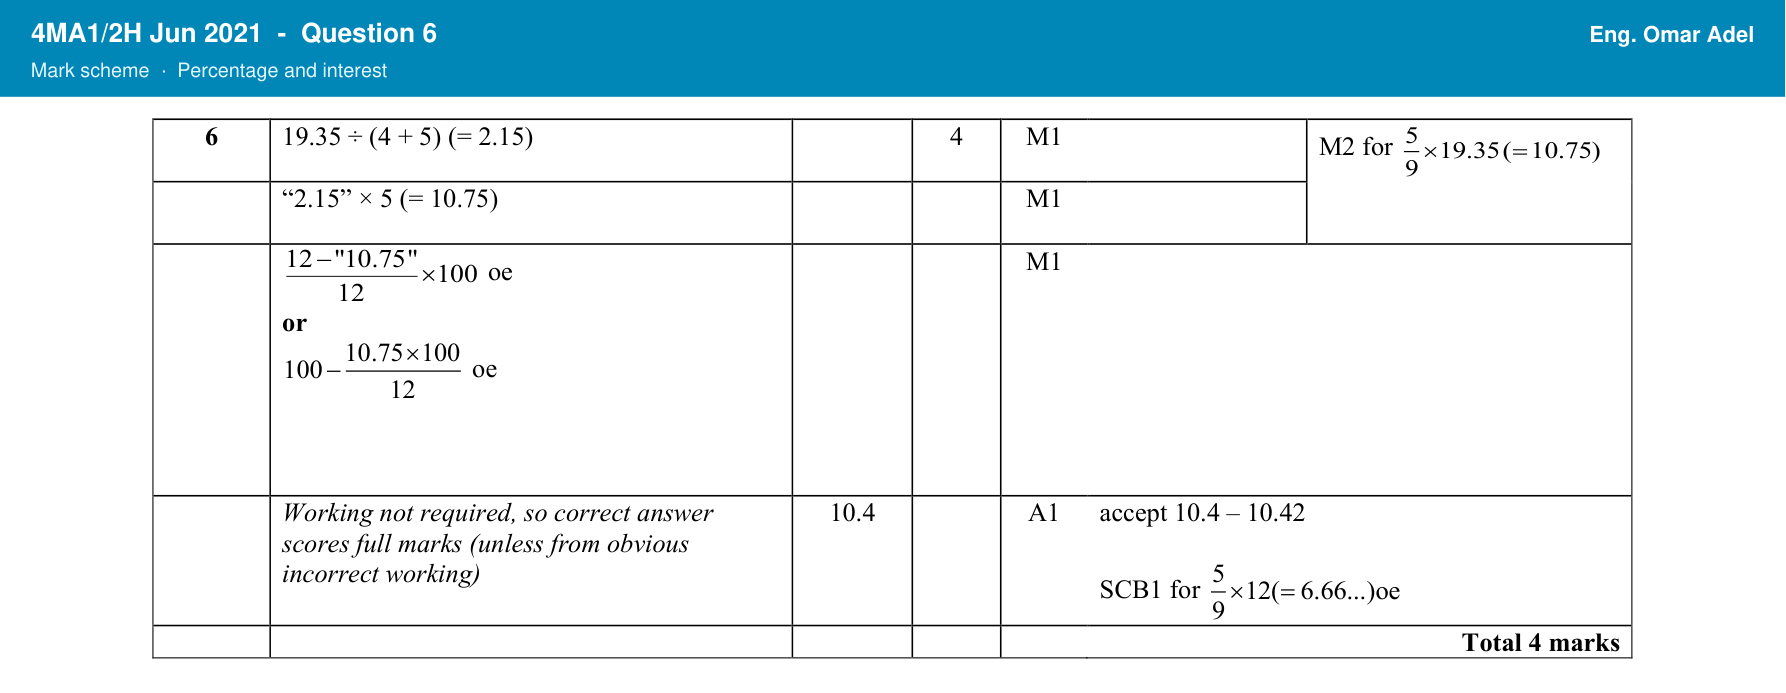 4MA1/2H Jun 2021 - Question 6
Eng. Omar Adel
Mark scheme · Percentage and interest
6 19.35 ÷ (4 + 5) (= 2.15) 4 M1 M2 for 5/9 ×19.35(=10.75)
“2.15” × 5 (= 10.75) M1
(12–"10.75")/12 ×100 oe M1
or
100– (10.75×100)/12 oe
Working not required, so correct answer 10.4 A1 accept 10.4 – 10.42
scores full marks (unless from obvious
incorrect working)
SCB1 for 5/9 ×12(= 6.66...)oe
Total 4 marks